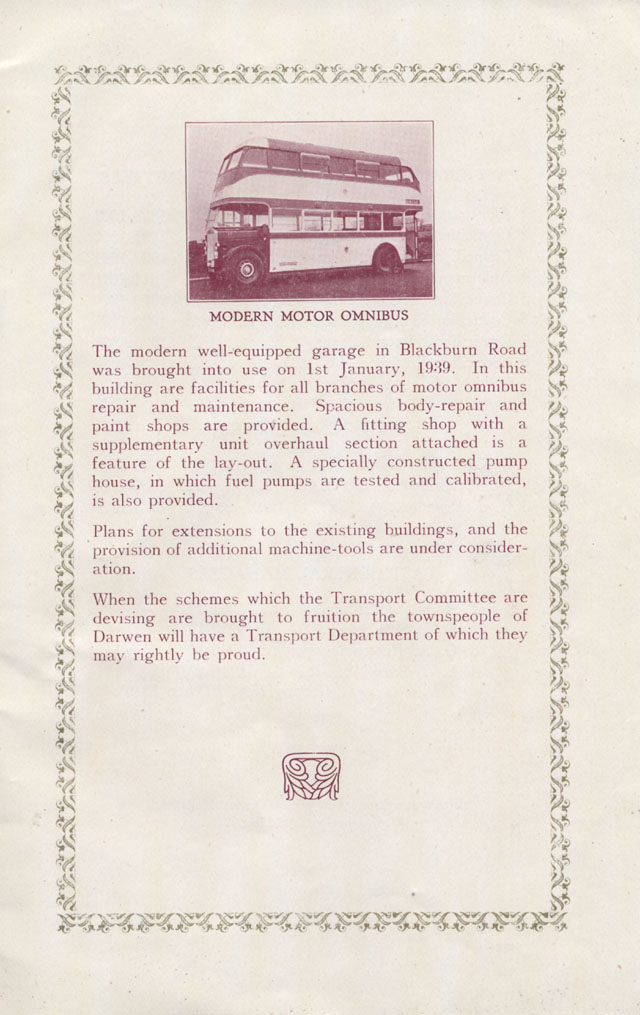 MODERN MOTOR OMNIBUS
The modern well-equipped garage in Blackburn Road
was brought into use on 1st January, 1939. In this
building are facilities for all branches of motor omnibus
repair and maintenance. Spacious body-repair and
paint shops are provided. A fitting shop with a
supplementary unit overhaul section attached is a
feature of the lay-out. A specially constructed pump
house, in which fuel pumps are tested and calibrated,
is also provided.
Plans for extensions to the existing buildings, and the
provision of additional machine-tools are under consider-
ation.
When the schemes which the Transport Committee are
devising are brought to fruition the townspeople of
Darwen will have a Transport Department of which they
may rightly be proud.